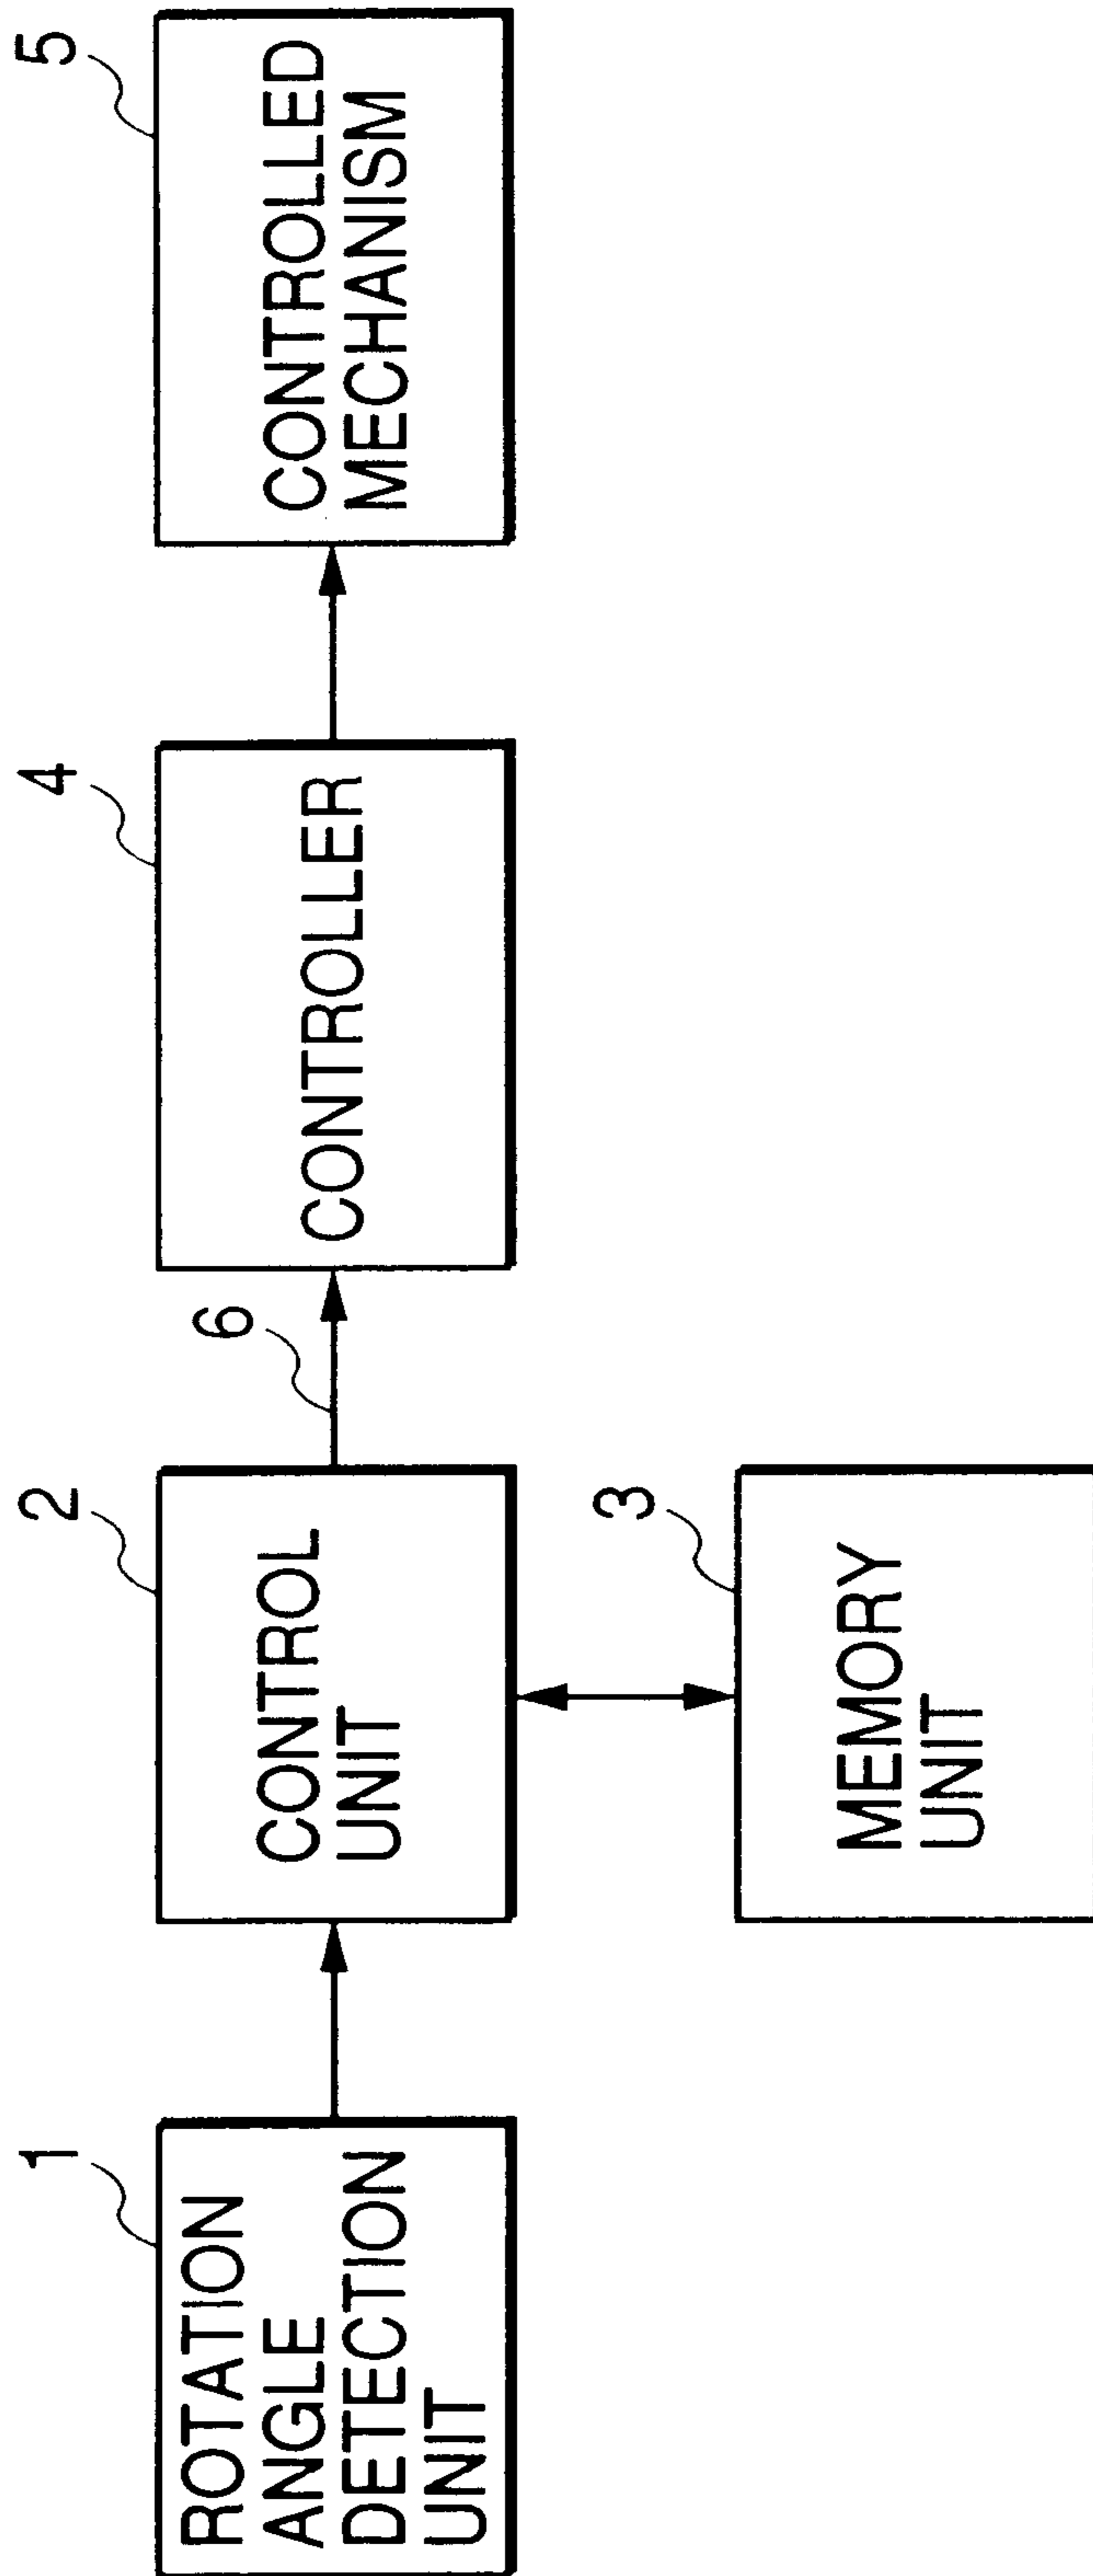 1
ROTATION
ANGLE
DETECTION
UNIT
2
CONTROL
UNIT
6
4
CONTROLLER
5
CONTROLLED
MECHANISM
3
MEMORY
UNIT